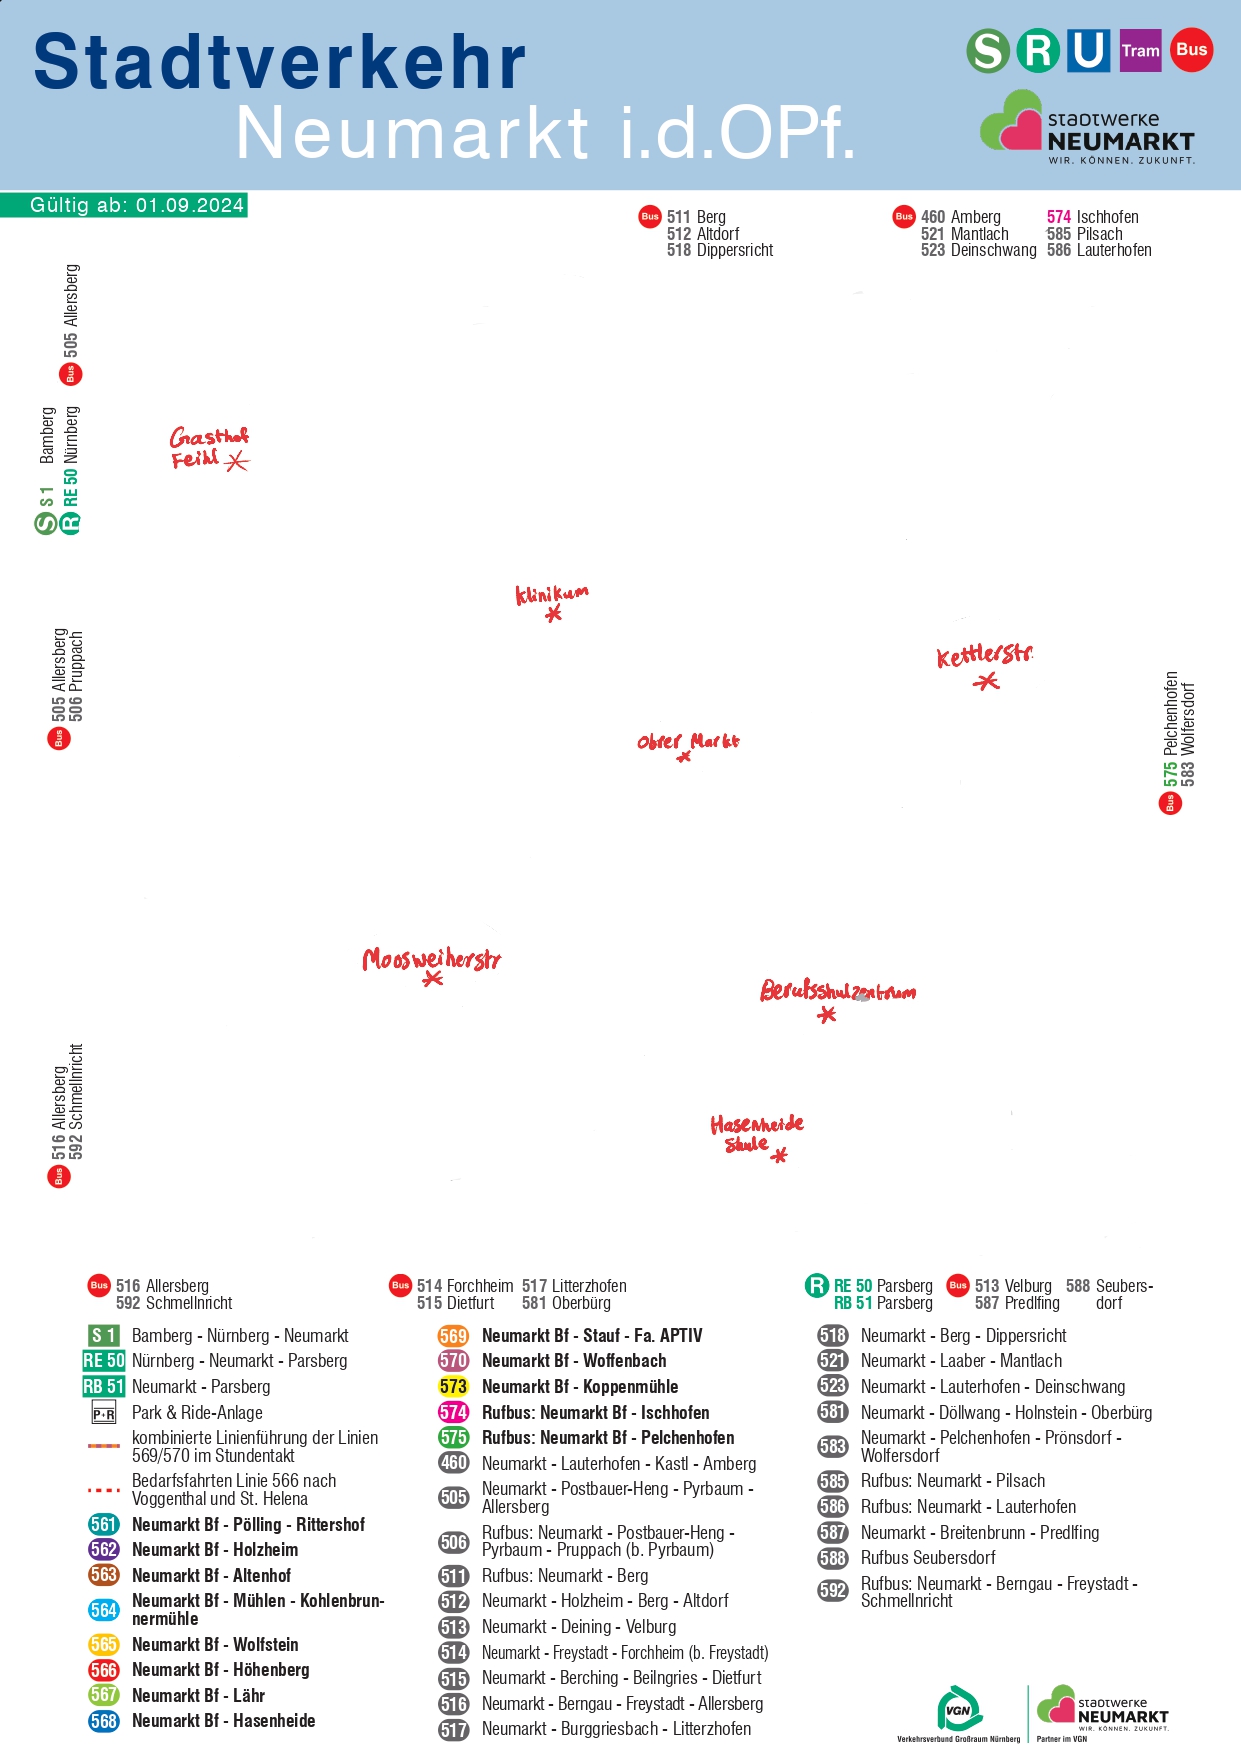 Stadtverkehr
Neumarkt i.d.OPf.
S R U Tram Bus
stadtwerke
NEUMARKT
WIR. KÖNNEN. ZUKUNFT.
Gültig ab: 01.09.2024
Bus 511 Berg
512 Altdorf
518 Dippersricht
Bus 460 Amberg
521 Mantlach
523 Deinschwang
574 Ischhofen
585 Pilsach
586 Lauterhofen
Bus 505 Allersberg
S S 1 Bamberg
R RE 50 Nürnberg
Gasthof
Feihl
Klinikum
Kettlerstr.
Bus 505 Allersberg
506 Pruppach
Obrer Markt
Bus 575 Pelchenhofen
583 Wolfersdorf
Moosweiherstr
Berufsshulzentrum
Hasenheide
Shule
Bus 516 Allersberg
592 Schmellnricht
Bus 516 Allersberg
592 Schmellnricht
Bus 514 Forchheim 517 Litterzhofen
515 Dietfurt 581 Oberbürg
R RE 50 Parsberg
RB 51 Parsberg
Bus 513 Velburg 588 Seubers-
587 Predlfing dorf
S 1 Bamberg - Nürnberg - Neumarkt
RE 50 Nürnberg - Neumarkt - Parsberg
RB 51 Neumarkt - Parsberg
P+R Park & Ride-Anlage
kombinierte Linienführung der Linien
569/570 im Stundentakt
Bedarfsfahrten Linie 566 nach
Voggenthal und St. Helena
561 Neumarkt Bf - Pölling - Rittershof
562 Neumarkt Bf - Holzheim
563 Neumarkt Bf - Altenhof
564 Neumarkt Bf - Mühlen - Kohlenbrun-
nermühle
565 Neumarkt Bf - Wolfstein
566 Neumarkt Bf - Höhenberg
567 Neumarkt Bf - Lähr
568 Neumarkt Bf - Hasenheide
569 Neumarkt Bf - Stauf - Fa. APTIV
570 Neumarkt Bf - Woffenbach
573 Neumarkt Bf - Koppenmühle
574 Rufbus: Neumarkt Bf - Ischhofen
575 Rufbus: Neumarkt Bf - Pelchenhofen
460 Neumarkt - Lauterhofen - Kastl - Amberg
505 Neumarkt - Postbauer-Heng - Pyrbaum -
Allersberg
506 Rufbus: Neumarkt - Postbauer-Heng -
Pyrbaum - Pruppach (b. Pyrbaum)
511 Rufbus: Neumarkt - Berg
512 Neumarkt - Holzheim - Berg - Altdorf
513 Neumarkt - Deining - Velburg
514 Neumarkt - Freystadt - Forchheim (b. Freystadt)
515 Neumarkt - Berching - Beilngries - Dietfurt
516 Neumarkt - Berngau - Freystadt - Allersberg
517 Neumarkt - Burggriesbach - Litterzhofen
518 Neumarkt - Berg - Dippersricht
521 Neumarkt - Laaber - Mantlach
523 Neumarkt - Lauterhofen - Deinschwang
581 Neumarkt - Döllwang - Holnstein - Oberbürg
583 Neumarkt - Pelchenhofen - Prönsdorf -
Wolfersdorf
585 Rufbus: Neumarkt - Pilsach
586 Rufbus: Neumarkt - Lauterhofen
587 Neumarkt - Breitenbrunn - Predlfing
588 Rufbus Seubersdorf
592 Rufbus: Neumarkt - Berngau - Freystadt -
Schmellnricht
VGN
Verkehrsverbund Großraum Nürnberg
stadtwerke
NEUMARKT
WIR. KÖNNEN. ZUKUNFT.
Partner im VGN